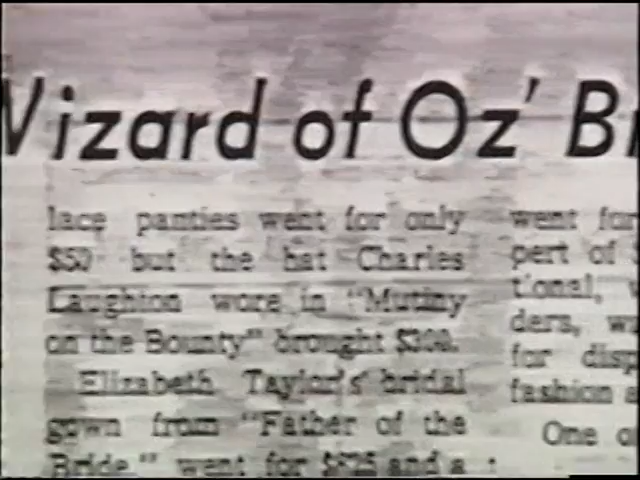 Wizard of Oz' B
lace panties went for only
$50 but the hat Charles
Laughton wore in "Mutiny
on the Bounty" brought $300.
Elizabeth Taylor's bridal
gown from "Father of the
Bride," went for $625 and a
went for
pert of
tional,
ders,
for disp
fashion a
One o